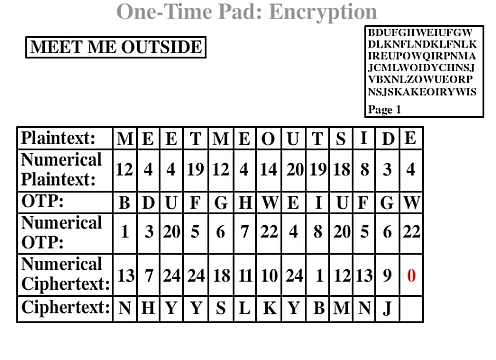 One-Time Pad: Encryption
MEET ME OUTSIDE
BDUFGHWEIUFGW
DLKNFLNDKLFNLK
IREUPOWQIRPNMA
JCMLWOIDYCHNSJ
VBXNLZOWUEORP
NSJSKAKEOIRYWIS
Page 1
Plaintext: M E E T M E O U T S I D E
Numerical Plaintext: 12 4 4 19 12 4 14 20 19 18 8 3 4
OTP: B D U F G H W E I U F G W
Numerical OTP: 1 3 20 5 6 7 22 4 8 20 5 6 22
Numerical Ciphertext: 13 7 24 24 18 11 10 24 1 12 13 9 0
Ciphertext: N H Y Y S L K Y B M N J